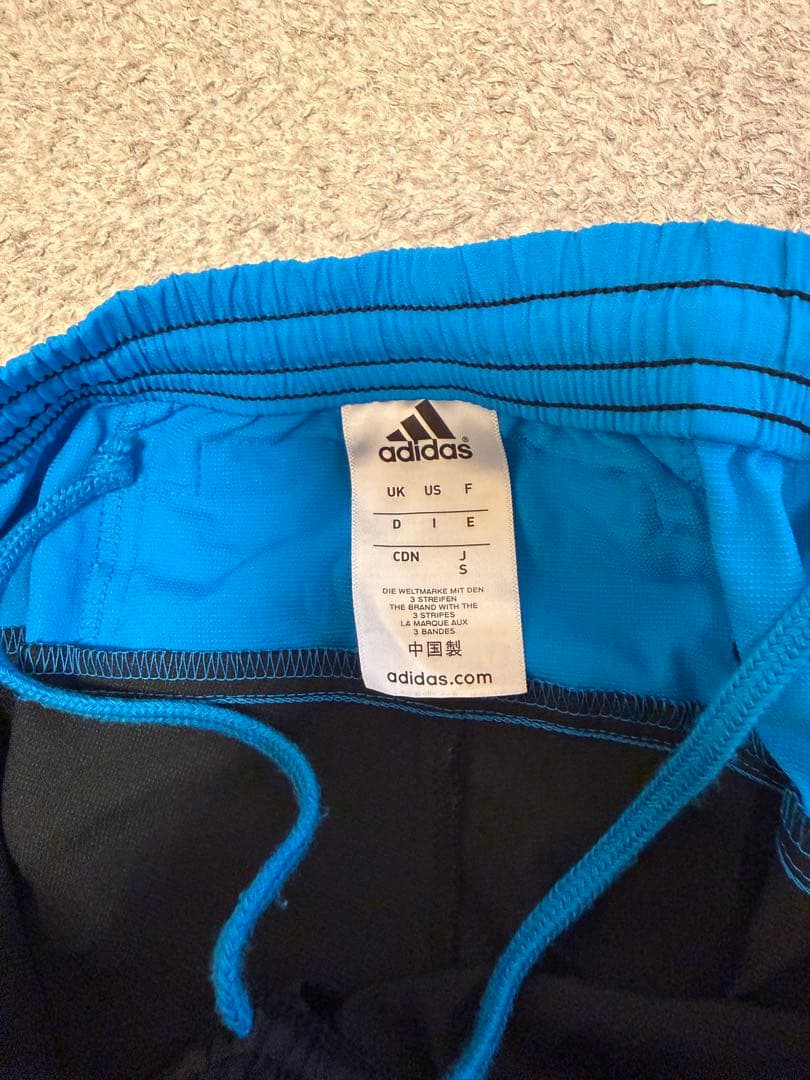 adidas®
UK US F
D I E
CDN J
S
DIE WELTMARKE MIT DEN
3 STREIFEN
THE BRAND WITH THE
3 STRIPES
LA MARQUE AUX
3 BANDES
中国製
adidas.com